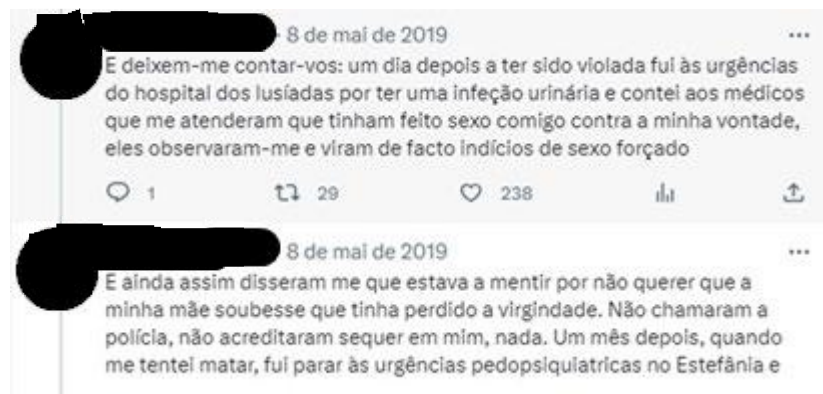 8 de mai de 2019
E deixem-me contar-vos: um dia depois a ter sido violada fui às urgências
do hospital dos lusíadas por ter uma infeção urinária e contei aos médicos
que me atenderam que tinham feito sexo comigo contra a minha vontade,
eles observaram-me e viram de facto indícios de sexo forçado
1 29 238
8 de mai de 2019
E ainda assim disseram me que estava a mentir por não querer que a
minha mãe soubesse que tinha perdido a virgindade. Não chamaram a
polícia, não acreditaram sequer em mim, nada. Um mês depois, quando
me tentei matar, fui parar às urgências pedopsiquiatricas no Estefânia e